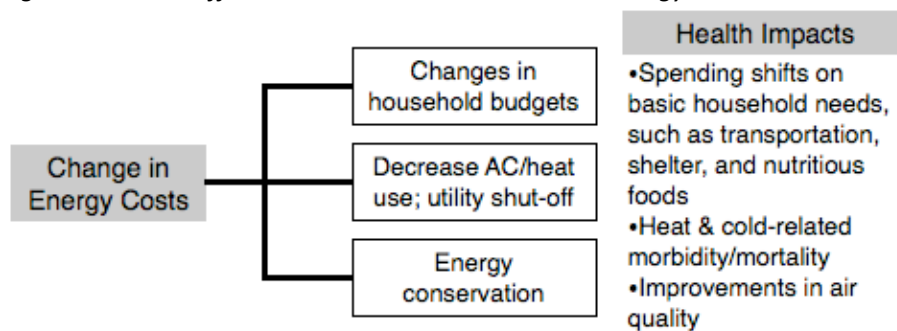 Change in
Energy Costs
Changes in
household budgets
Decrease AC/heat
use; utility shut-off
Energy
conservation
Health Impacts
•Spending shifts on
basic household needs,
such as transportation,
shelter, and nutritious
foods
•Heat & cold-related
morbidity/mortality
•Improvements in air
quality